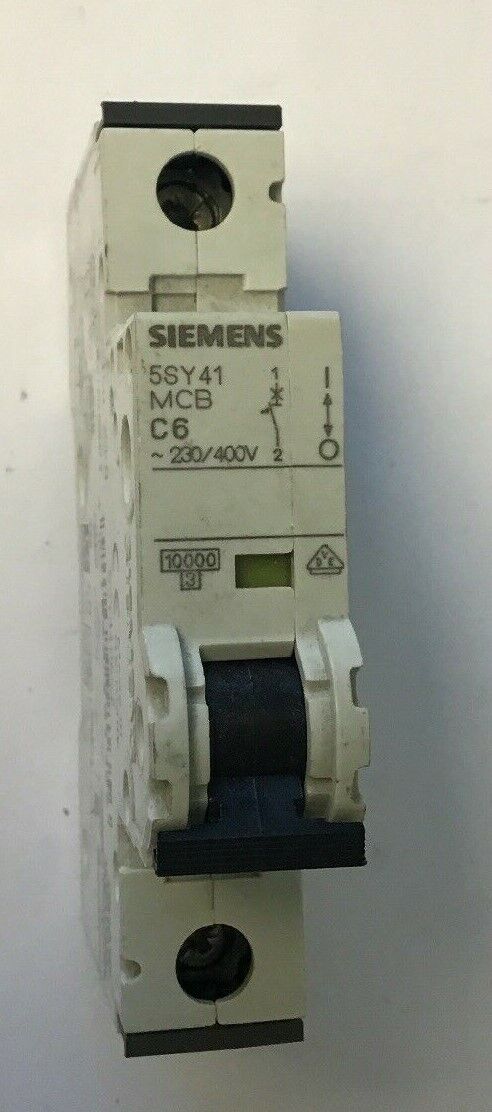 SIEMENS
5SY41 1 I
MCB
C6
~ 230/400V 2 O
10000
3
V
D E